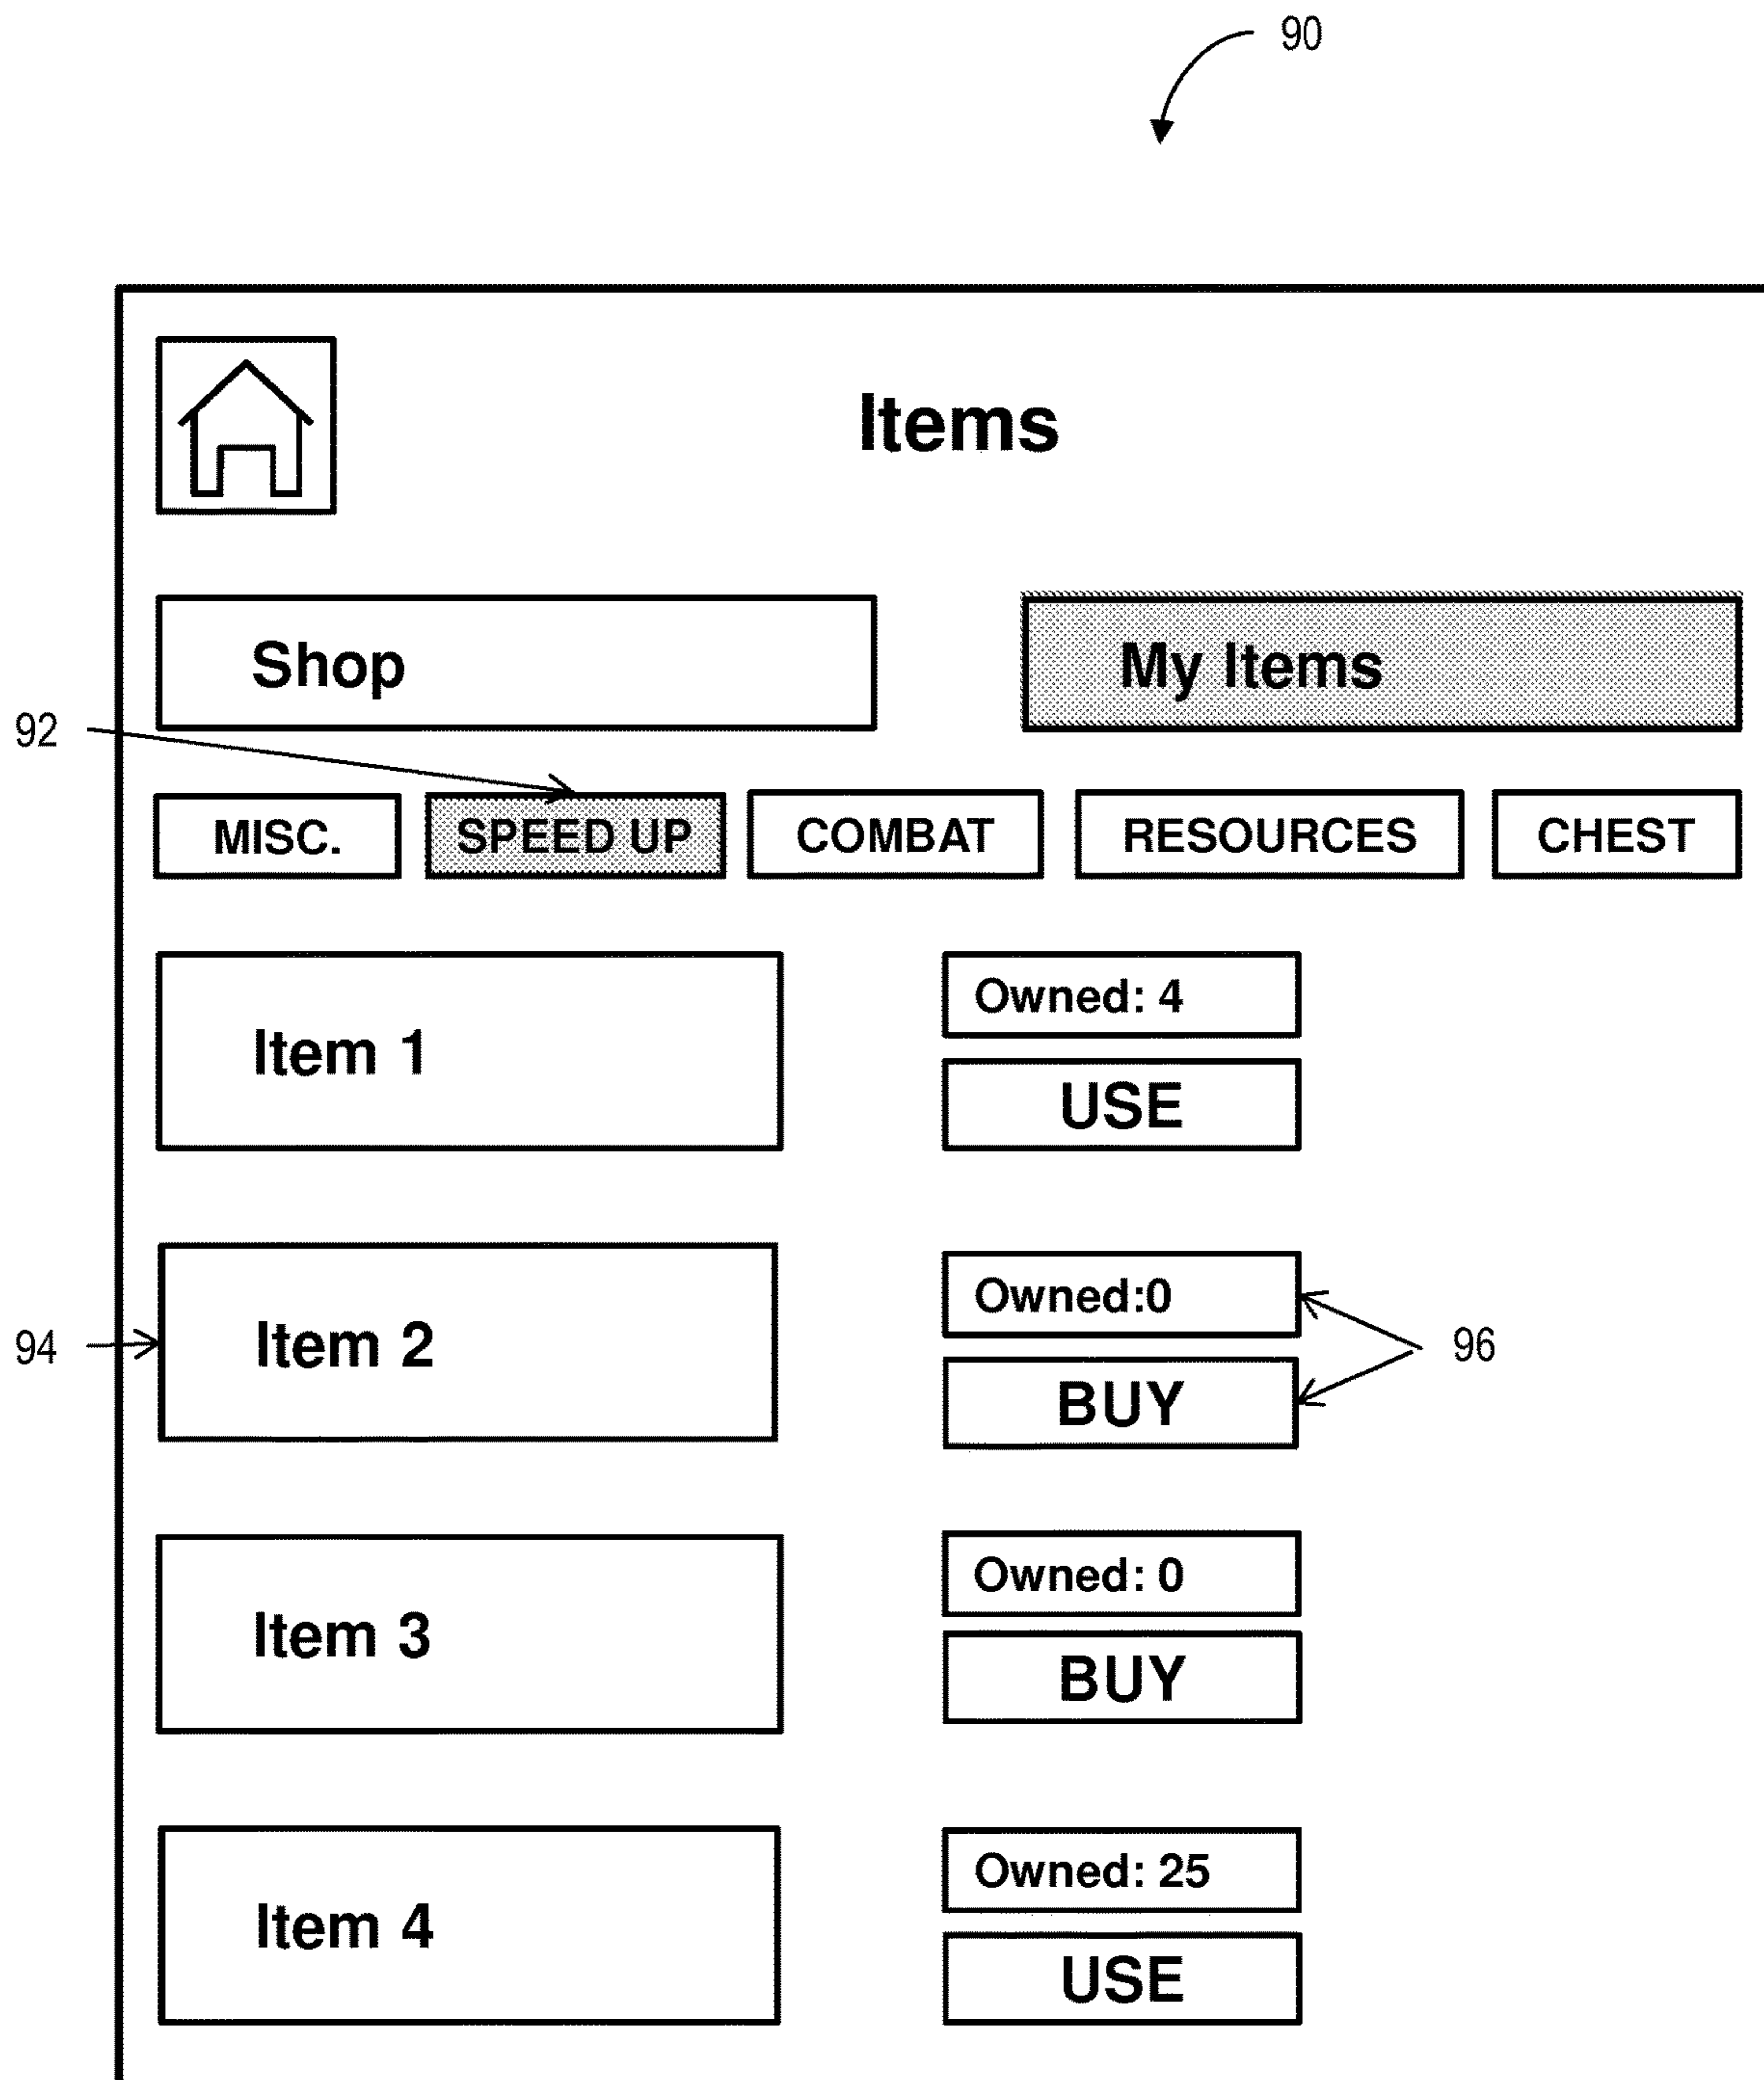 90
Items
Shop
My Items
92
MISC.
SPEED UP
COMBAT
RESOURCES
CHEST
Item 1
Owned: 4
USE
94
Item 2
Owned:0
BUY
96
Item 3
Owned: 0
BUY
Item 4
Owned: 25
USE